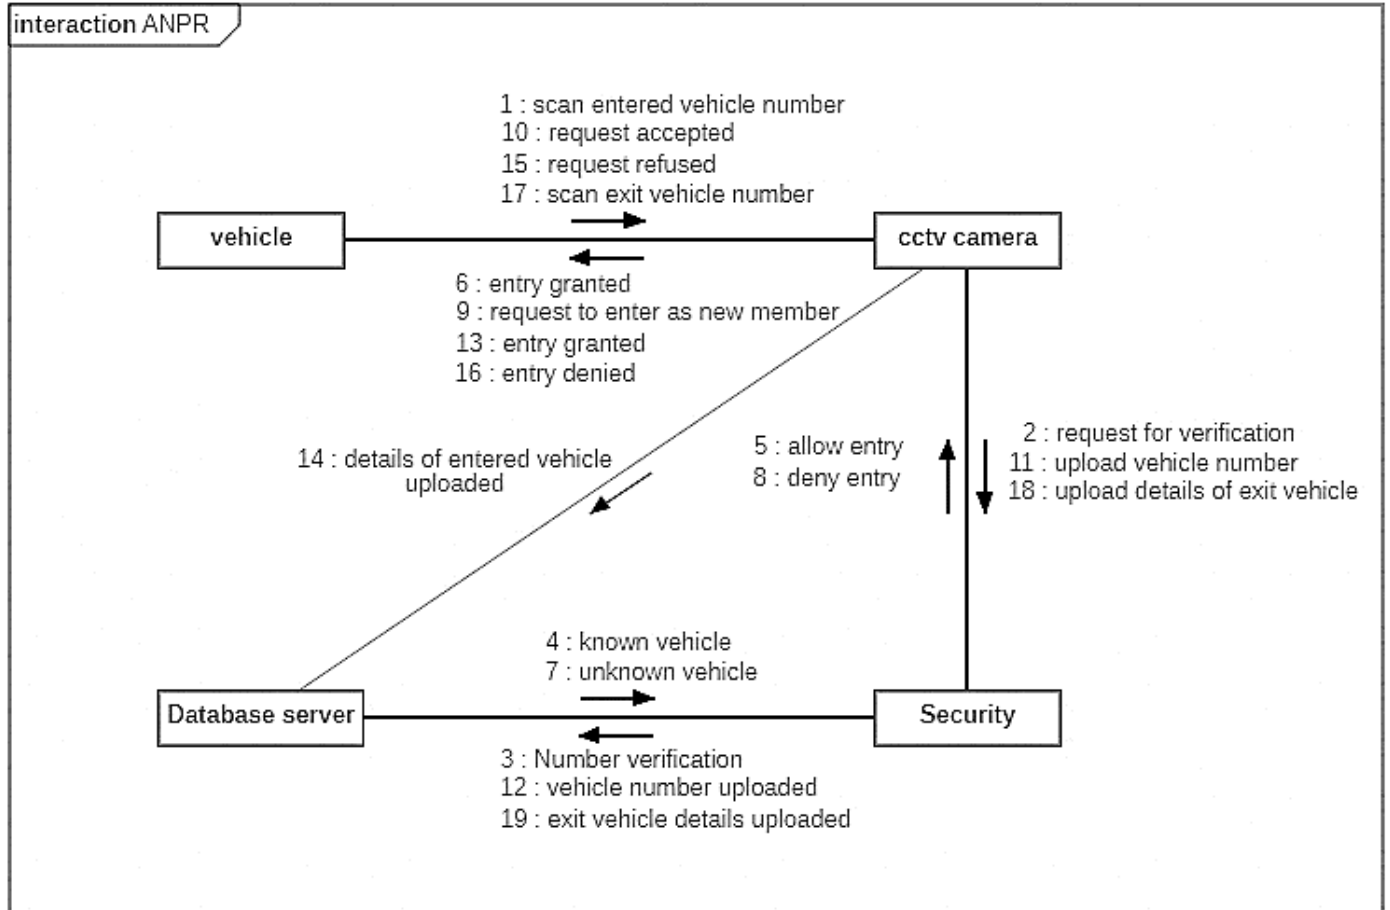 interaction ANPR
1 : scan entered vehicle number
10 : request accepted
15 : request refused
17 : scan exit vehicle number
vehicle
cctv camera
6 : entry granted
9 : request to enter as new member
13 : entry granted
16 : entry denied
14 : details of entered vehicle
uploaded
5 : allow entry
8 : deny entry
2 : request for verification
11 : upload vehicle number
18 : upload details of exit vehicle
4 : known vehicle
7 : unknown vehicle
Database server
Security
3 : Number verification
12 : vehicle number uploaded
19 : exit vehicle details uploaded